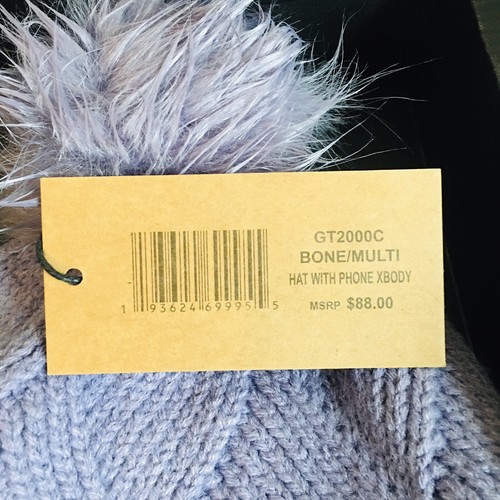 GT2000C
BONE/MULTI
HAT WITH PHONE XBODY
MSRP $88.00
1 93624 69995 5